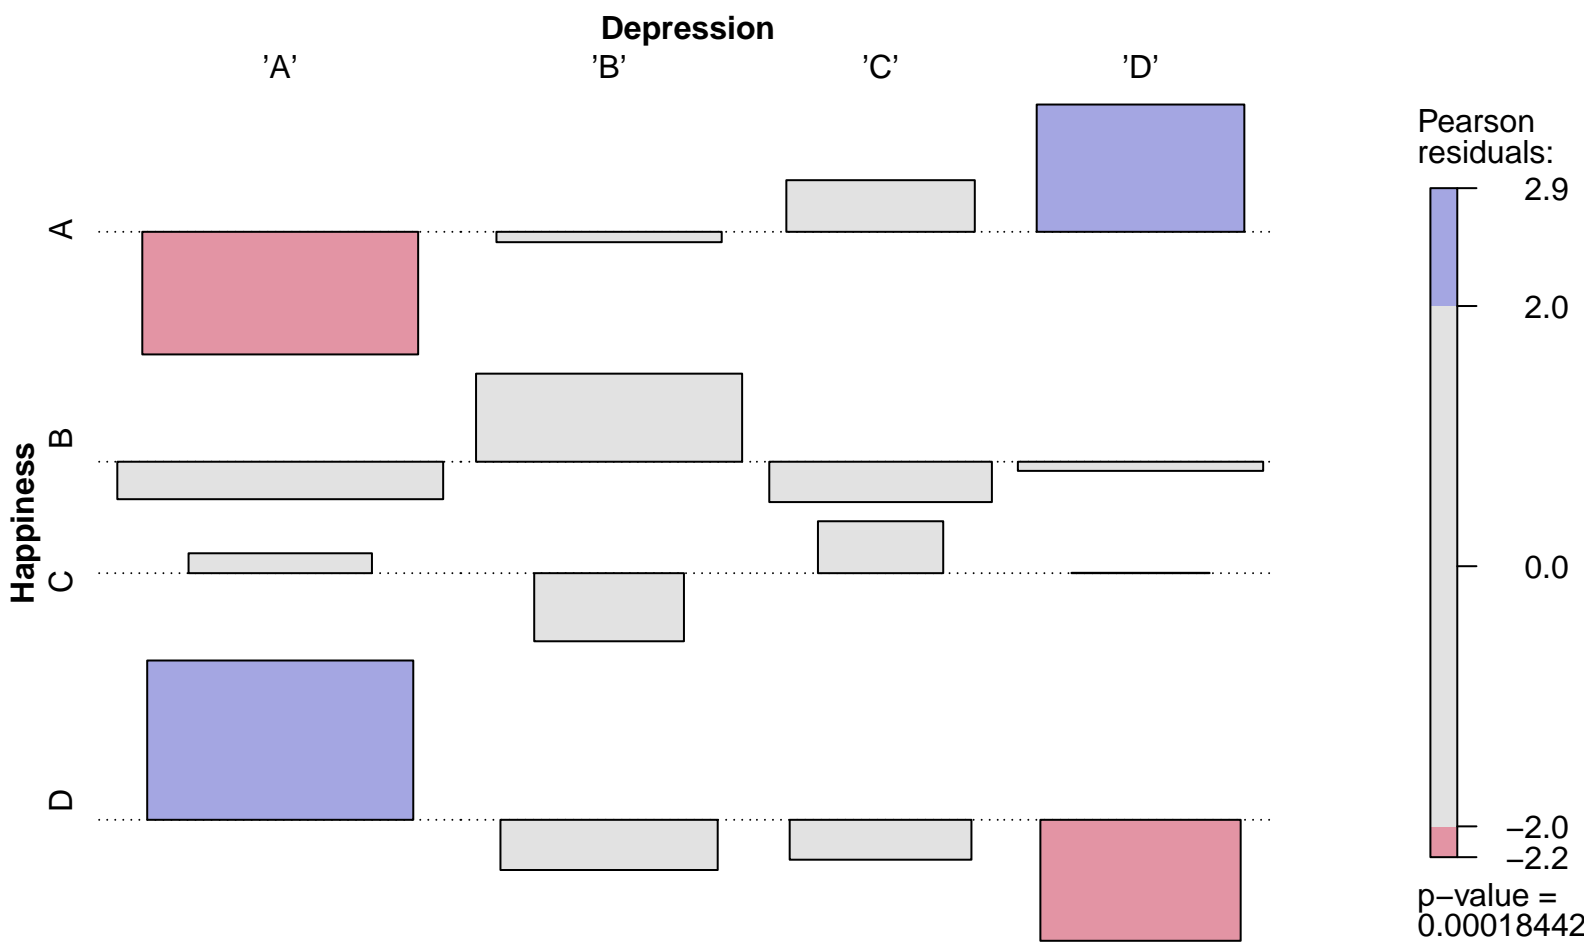 Depression
’A’ ’B’ ’C’ ’D’
Happiness
A
B
C
D
Pearson
residuals:
2.9
2.0
0.0
−2.0
−2.2
p−value =
0.00018442